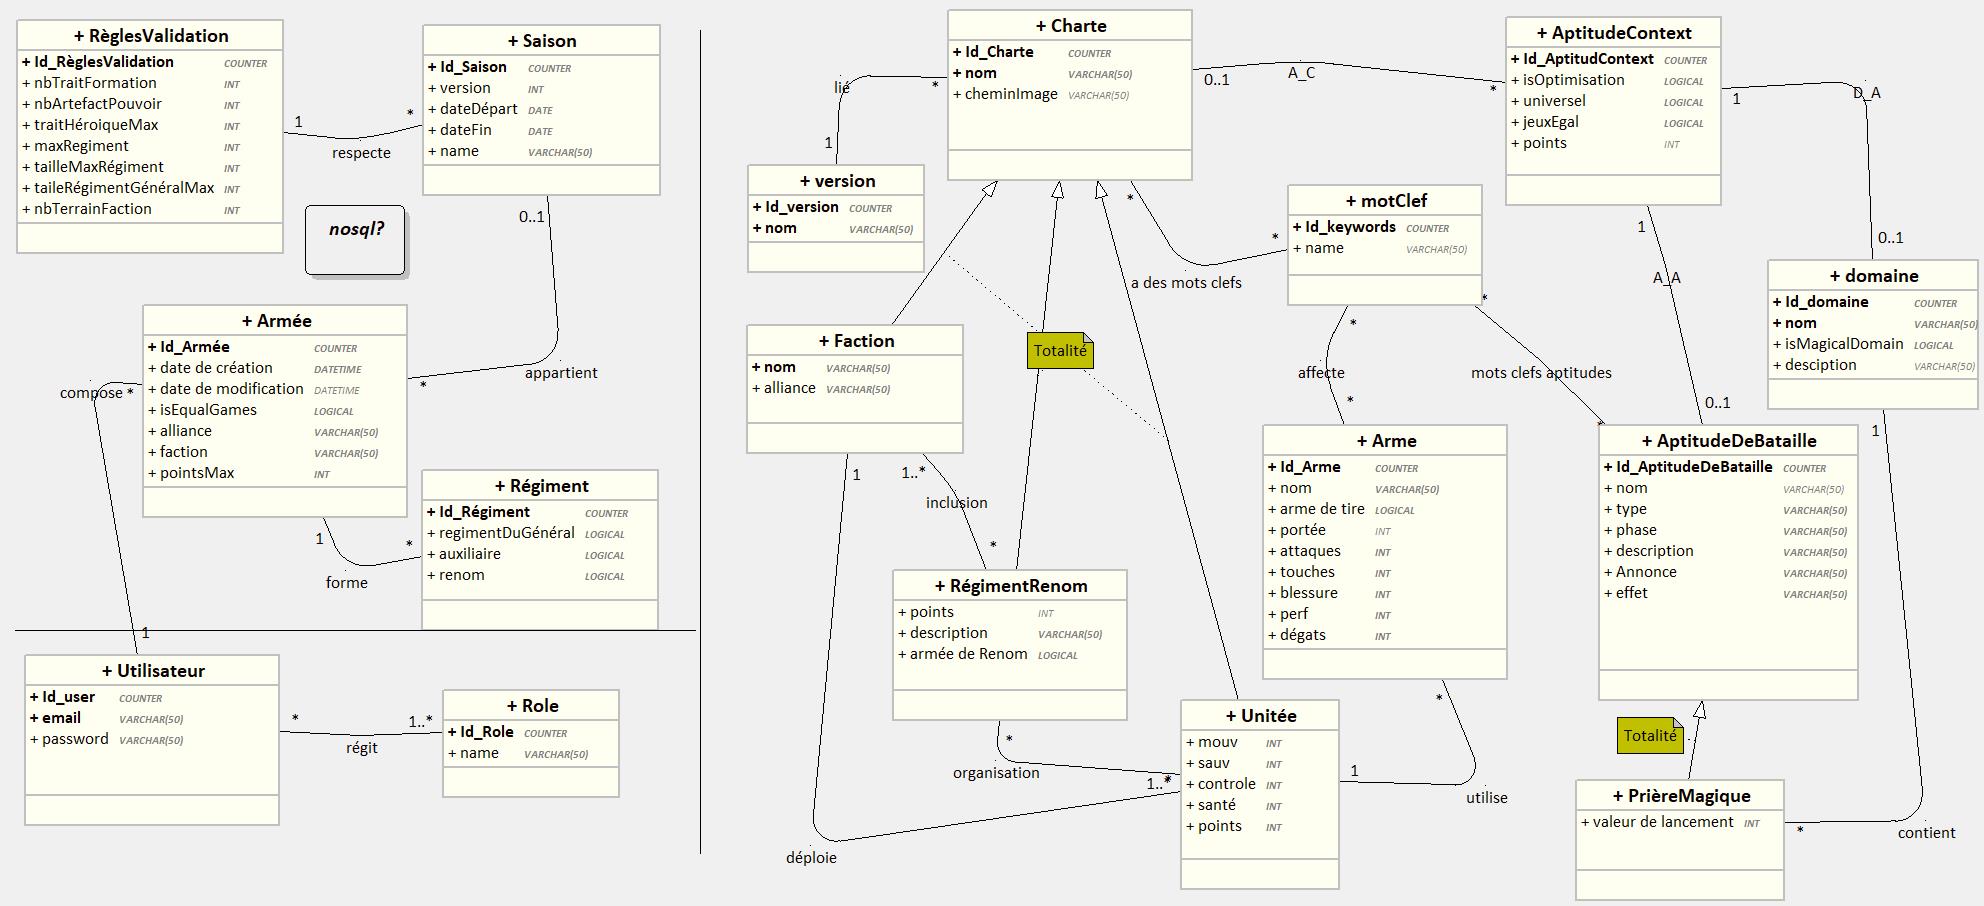 + RèglesValidation
+ Id_RèglesValidation COUNTER
+ nbTraitFormation INT
+ nbArtefactPouvoir INT
+ traitHéroiqueMax INT
+ maxRegiment INT
+ tailleMaxRégiment INT
+ taileRégimentGénéralMax INT
+ nbTerrainFaction INT
1
*
respecte
+ Saison
+ Id_Saison COUNTER
+ version INT
+ dateDépart DATE
+ dateFin DATE
+ name VARCHAR(50)
nosql?
0..1
*
appartient
+ Armée
+ Id_Armée COUNTER
+ date de création DATETIME
+ date de modification DATETIME
+ isEqualGames LOGICAL
+ alliance VARCHAR(50)
+ faction VARCHAR(50)
+ pointsMax INT
compose
*
1
1
*
forme
+ Régiment
+ Id_Régiment COUNTER
+ regimentDuGénéral LOGICAL
+ auxiliaire LOGICAL
+ renom LOGICAL
+ Utilisateur
+ Id_user COUNTER
+ email VARCHAR(50)
+ password VARCHAR(50)
*
1..*
régit
+ Role
+ Id_Role COUNTER
+ name VARCHAR(50)
+ Charte
+ Id_Charte COUNTER
+ nom VARCHAR(50)
+ cheminImage VARCHAR(50)
lié
*
1
+ version
+ Id_version COUNTER
+ nom VARCHAR(50)
0..1
A_C
*
+ AptitudeContext
+ Id_AptitudContext COUNTER
+ isOptimisation LOGICAL
+ universel LOGICAL
+ jeuxEgal LOGICAL
+ points INT
1
D_A
0..1
*
*
a des mots clefs
+ motClef
+ Id_keywords COUNTER
+ name VARCHAR(50)
1
A_A
0..1
+ domaine
+ Id_domaine COUNTER
+ nom VARCHAR(50)
+ isMagicalDomain LOGICAL
+ desciption VARCHAR(50)
+ Faction
+ nom VARCHAR(50)
+ alliance VARCHAR(50)
Totalité
*
affecte
*
*
mots clefs aptitudes
*
1
1..*
inclusion
*
+ Arme
+ Id_Arme COUNTER
+ nom VARCHAR(50)
+ arme de tire LOGICAL
+ portée INT
+ attaques INT
+ touches INT
+ blessure INT
+ perf INT
+ dégats INT
+ AptitudeDeBataille
+ Id_AptitudeDeBataille COUNTER
+ nom VARCHAR(50)
+ type VARCHAR(50)
+ phase VARCHAR(50)
+ description VARCHAR(50)
+ Annonce VARCHAR(50)
+ effet VARCHAR(50)
1
+ RégimentRenom
+ points INT
+ description VARCHAR(50)
+ armée de Renom LOGICAL
*
organisation
1..*
*
déploie
+ Unitée
+ mouv INT
+ sauv INT
+ controle INT
+ santé INT
+ points INT
1
*
utilise
Totalité
+ PrièreMagique
+ valeur de lancement INT
*
contient